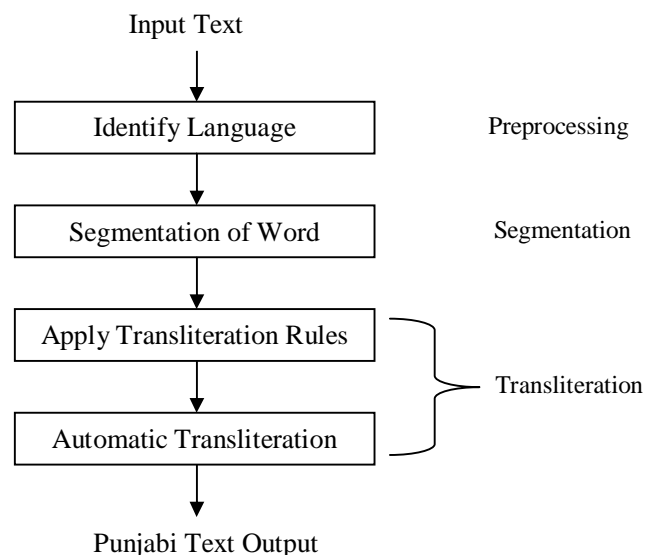 Input Text
Identify Language
Preprocessing
Segmentation of Word
Segmentation
Apply Transliteration Rules
Transliteration
Automatic Transliteration
Punjabi Text Output